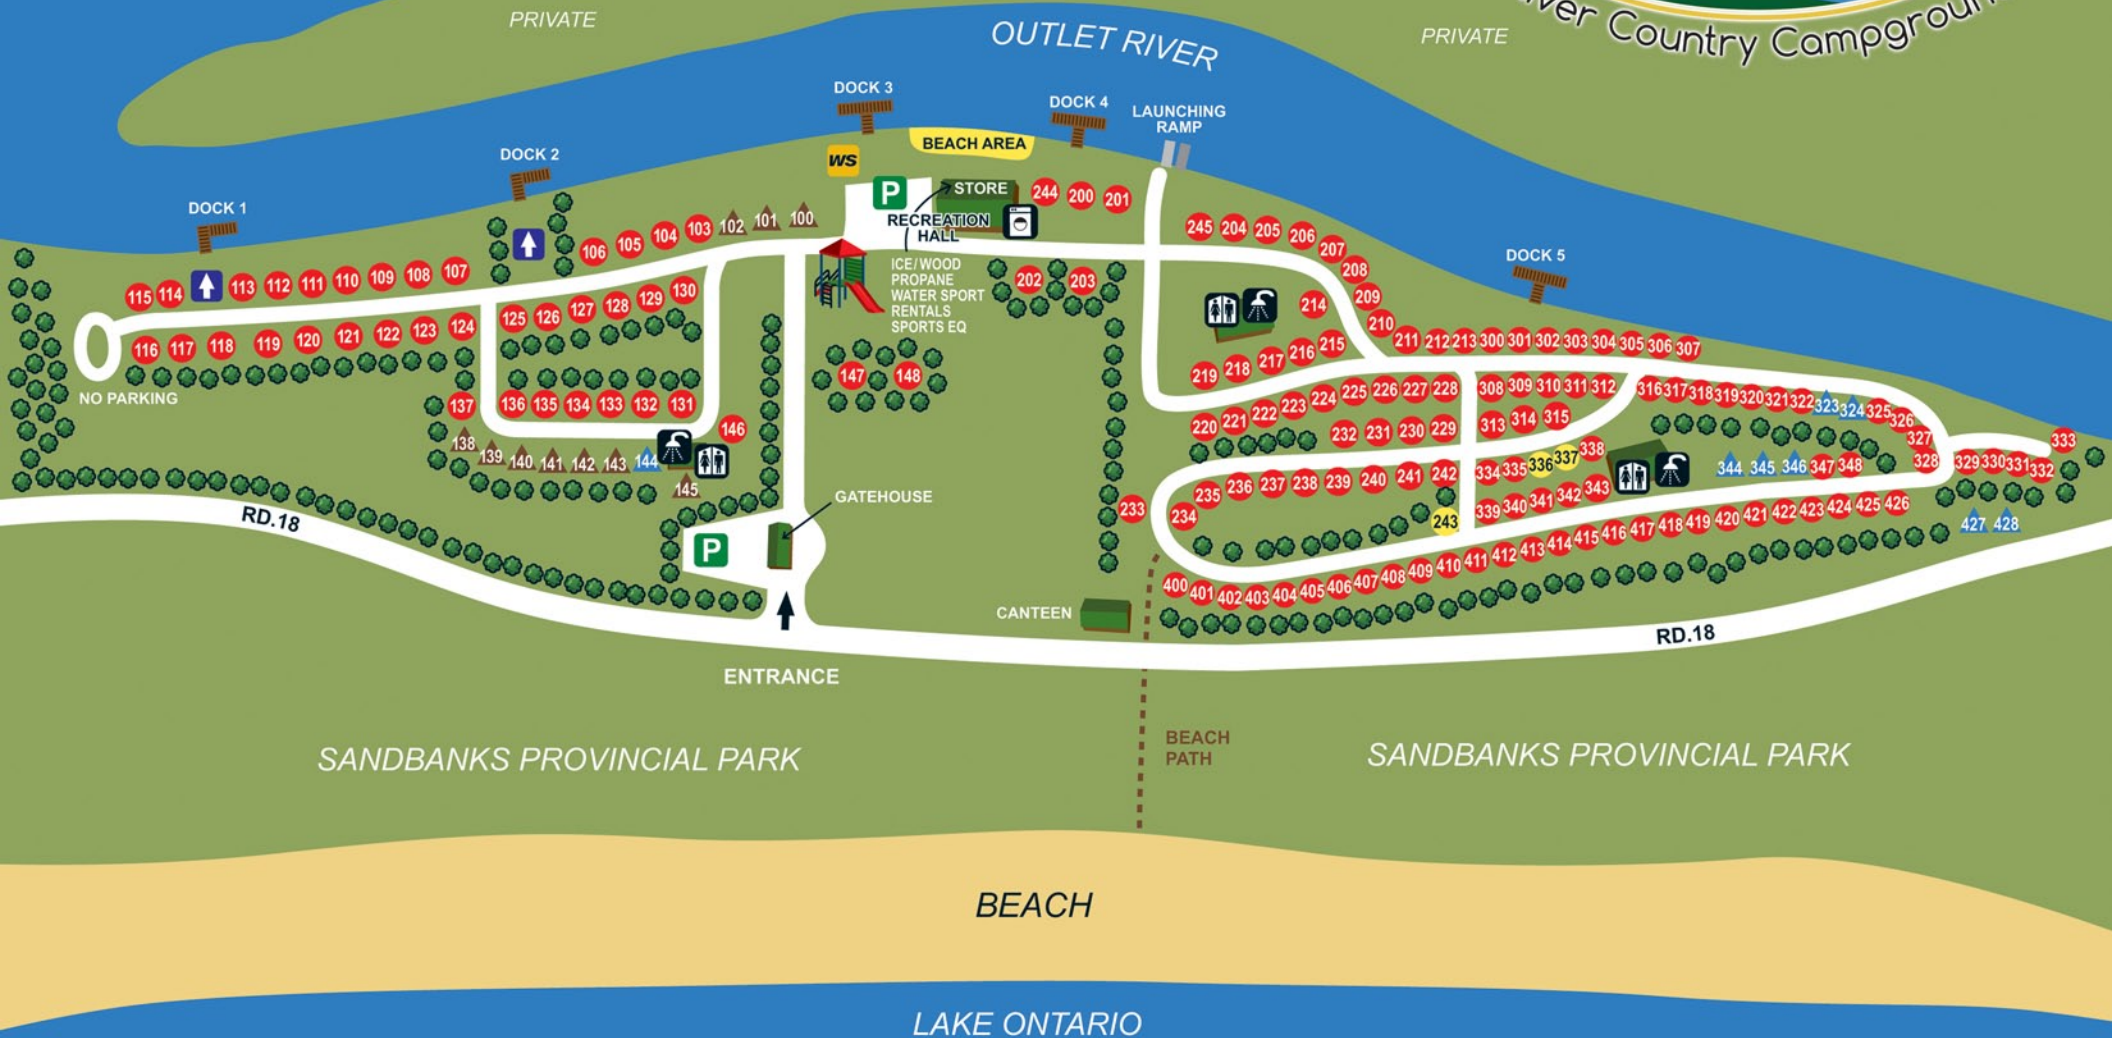 PRIVATE
OUTLET RIVER
PRIVATE
Country Campground
DOCK 3
DOCK 4
LAUNCHING
RAMP
BEACH AREA
WS
DOCK 2
P
STORE
244 200 201
DOCK 1
RECREATION
HALL
106 105 104 103 102 101 100
245 204 205 206 207 208 209 210
DOCK 5
115 114 113 112 111 110 109 108 107
ICE/WOOD
PROPANE
WATER SPORT
RENTALS
SPORTS EQ
202 203
214
125 126 127 128 129 130
116 117 118 119 120 121 122 123 124
211 212 213 300 301 302 303 304 305 306 307
219 218 217 216 215
147 148
NO PARKING
137 136 135 134 133 132 131
220 221 222 223 224 225 226 227 228
308 309 310 311 312
316 317 318 319 320 321 322 323 324 325 326 327 328
146
232 231 230 229
313 314 315
333
138 139 140 141 142 143 144
145
329 330 331 332
334 335 336 337 338
344 345 346 347 348
233 234 235 236 237 238 239 240 241 242
243
339 340 341 342 343
GATEHOUSE
RD.18
P
427 428
400 401 402 403 404 405 406 407 408 409 410 411 412 413 414 415 416 417 418 419 420 421 422 423 424 425 426
CANTEEN
RD.18
ENTRANCE
BEACH
PATH
SANDBANKS PROVINCIAL PARK
SANDBANKS PROVINCIAL PARK
BEACH
LAKE ONTARIO